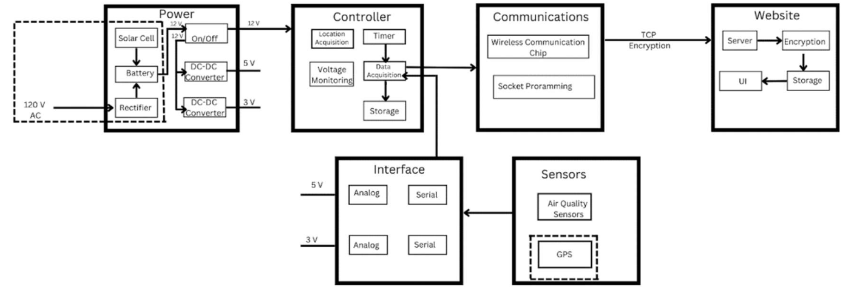 Power
Controller
Communications
Website
12 V
12 V
12 V
Solar Cell
On/Off
Battery
DC-DC
Converter
5 V
120 V
AC
Rectifier
DC-DC
Converter
3 V
Location
Acquisition
Timer
Voltage
Monitoring
Data
Acquisition
Storage
Wireless Communication
Chip
Socket Proramming
TCP
Encryption
Server
Encryption
UI
Storage
Interface
5 V
Analog
Serial
3 V
Analog
Serial
Sensors
Air Quality
Sensors
GPS